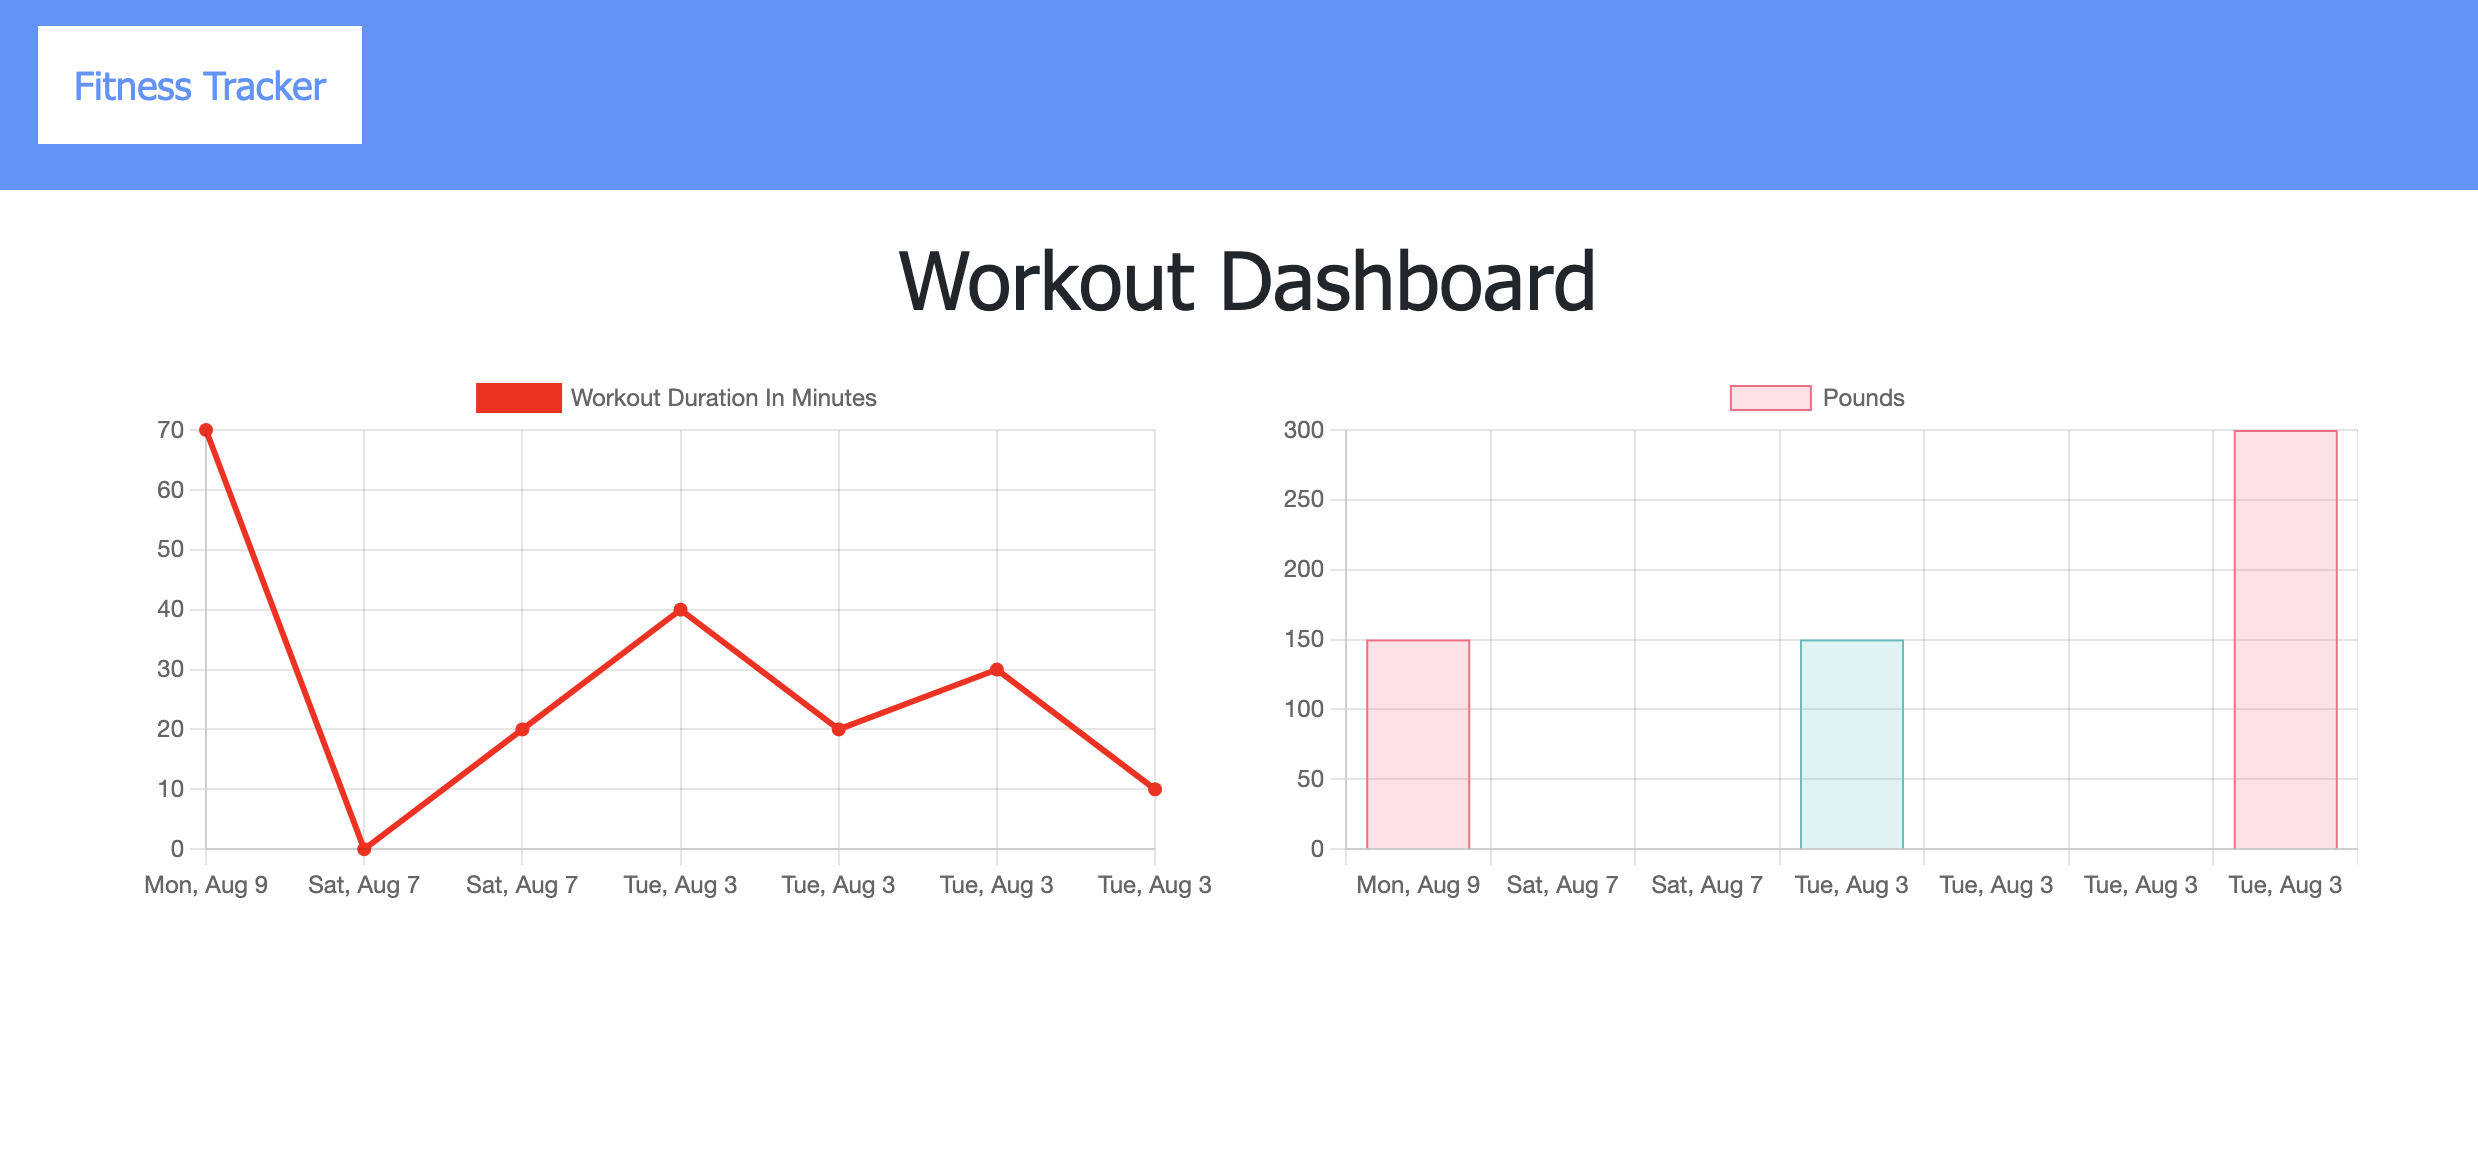 Fitness Tracker
Workout Dashboard
Workout Duration In Minutes
70
60
50
40
30
20
10
0
Mon, Aug 9 Sat, Aug 7 Sat, Aug 7 Tue, Aug 3 Tue, Aug 3 Tue, Aug 3 Tue, Aug 3
Pounds
300
250
200
150
100
50
0
Mon, Aug 9 Sat, Aug 7 Sat, Aug 7 Tue, Aug 3 Tue, Aug 3 Tue, Aug 3 Tue, Aug 3